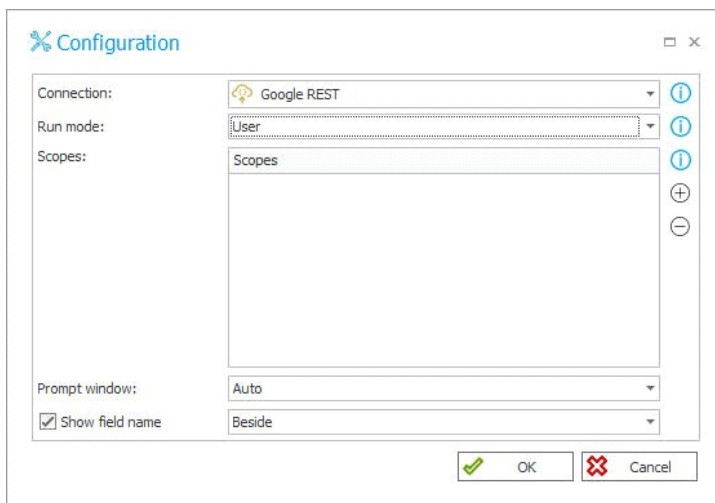 Configuration
Connection: Google REST
Run mode: User
Scopes: Scopes
Prompt window: Auto
Show field name Beside
OK Cancel